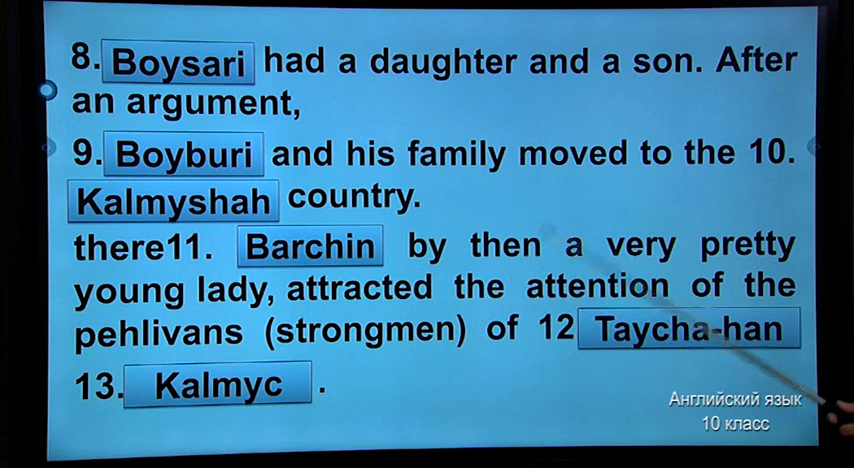 8. Boysari had a daughter and a son. After
an argument,
9. Boyburi and his family moved to the 10.
Kalmyshah country.
there11. Barchin by then a very pretty
young lady, attracted the attention of the
pehlivans (strongmen) of 12 Taycha-han
13. Kalmyc .
Английский язык
10 класс